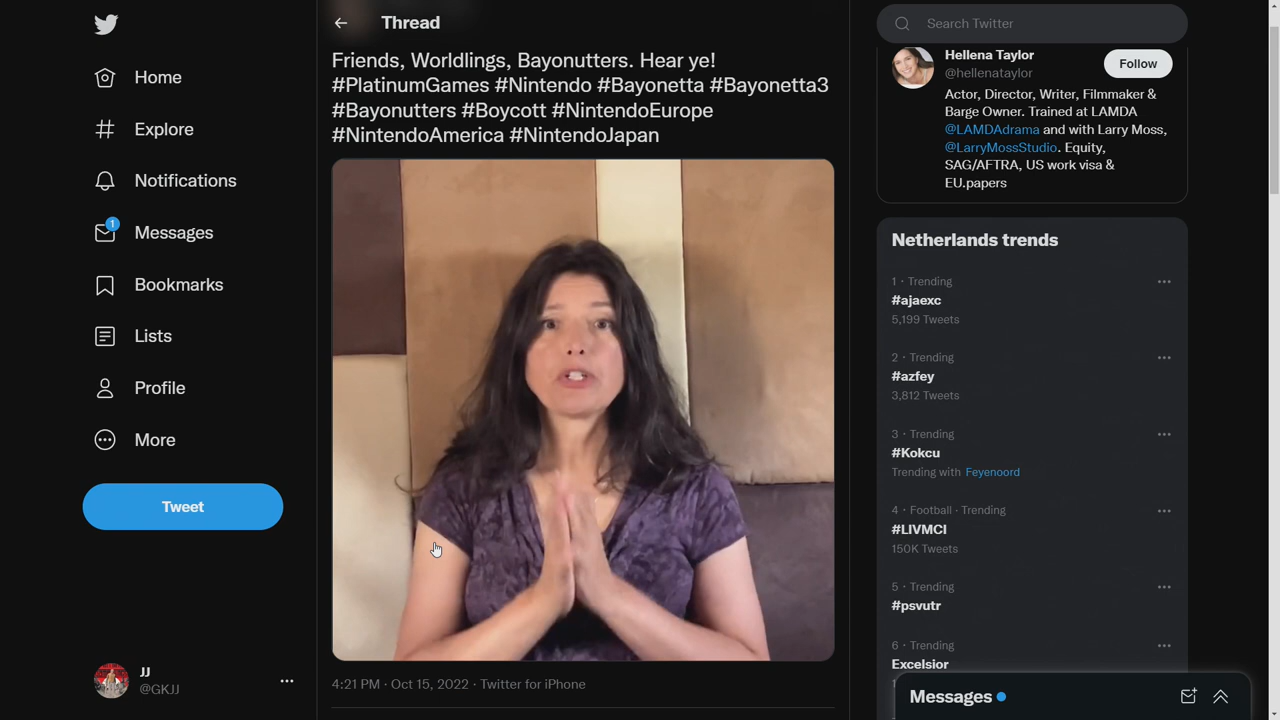 Home
Explore
Notifications
Messages
1
Bookmarks
Lists
Profile
More
Tweet
JJ
@GKJJ
Thread
Friends, Worldlings, Bayonutters. Hear ye!
#PlatinumGames #Nintendo #Bayonetta #Bayonetta3
#Bayonutters #Boycott #NintendoEurope
#NintendoAmerica #NintendoJapan
4:21 PM · Oct 15, 2022 · Twitter for iPhone
Search Twitter
Hellena Taylor
@hellenataylor
Follow
Actor, Director, Writer, Filmmaker &
Barge Owner. Trained at LAMDA
@LAMDAdrama and with Larry Moss,
@LarryMossStudio. Equity,
SAG/AFTRA, US work visa &
EU.papers
Netherlands trends
1 · Trending
#ajaexc
5,199 Tweets
2 · Trending
#azfey
3,812 Tweets
3 · Trending
#Kokcu
Trending with Feyenoord
4 · Football · Trending
#LIVMCI
150K Tweets
5 · Trending
#psvutr
6 · Trending
Excelsior
Messages